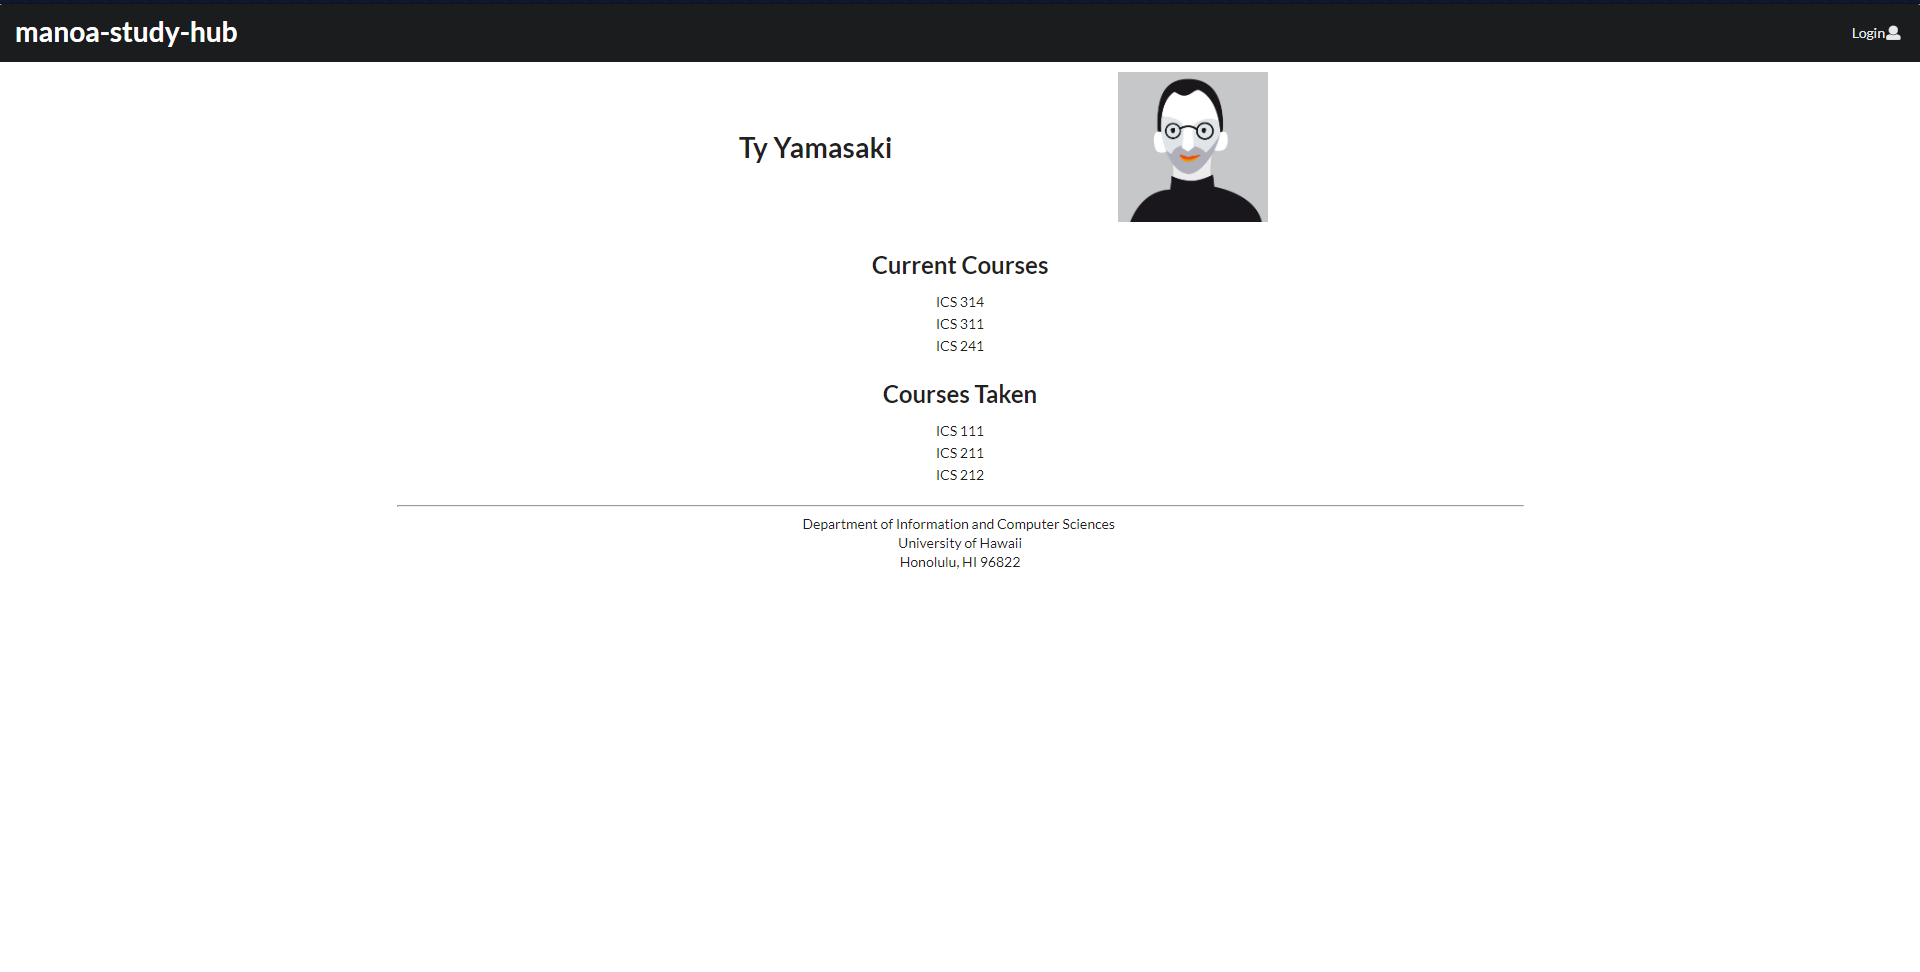 manoa-study-hub
Login
Ty Yamasaki
Current Courses
ICS 314
ICS 311
ICS 241
Courses Taken
ICS 111
ICS 211
ICS 212
Department of Information and Computer Sciences
University of Hawaii
Honolulu, HI 96822